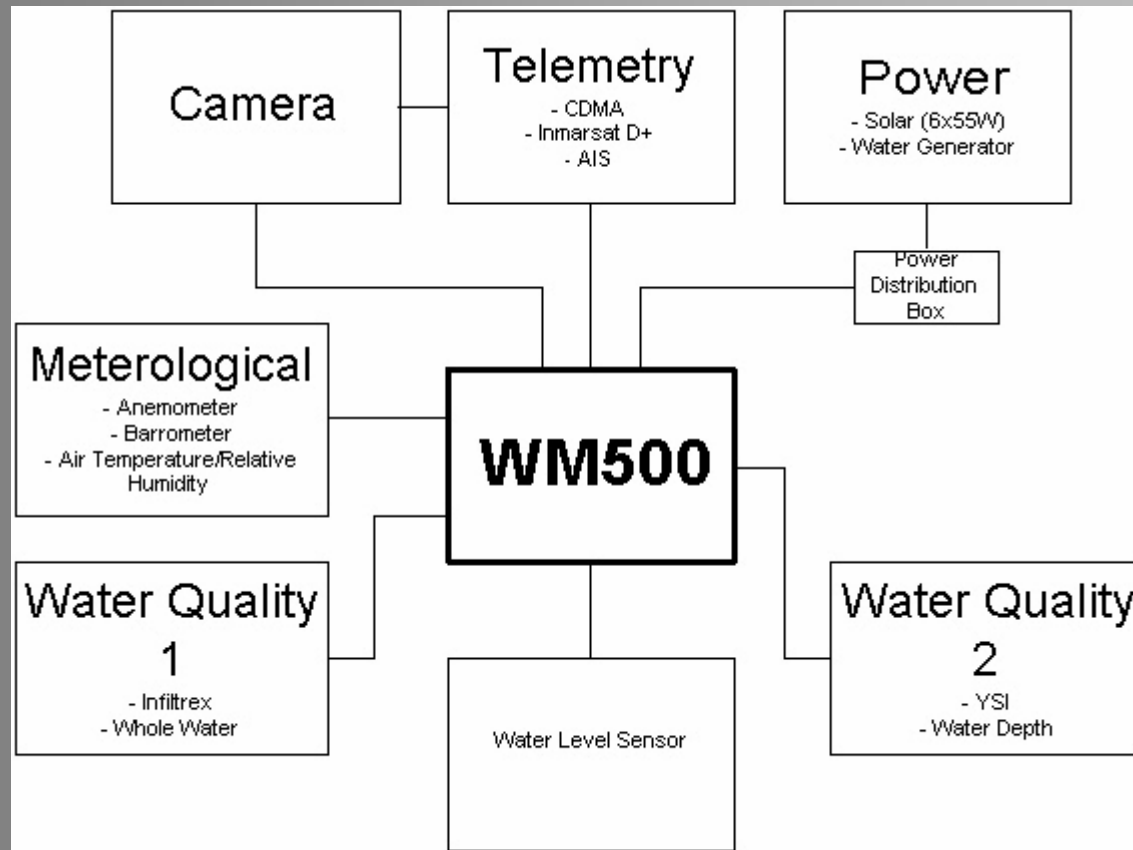 Camera
Telemetry
- CDMA
- Inmarsat D+
- AIS
Power
- Solar (6x55W)
- Water Generator
Power
Distribution
Box
Meterological
- Anemometer
- Barrometer
- Air Temperature/Relative
Humidity
WM500
Water Quality
1
- Infiltrex
- Whole Water
Water Level Sensor
Water Quality
2
- YSI
- Water Depth